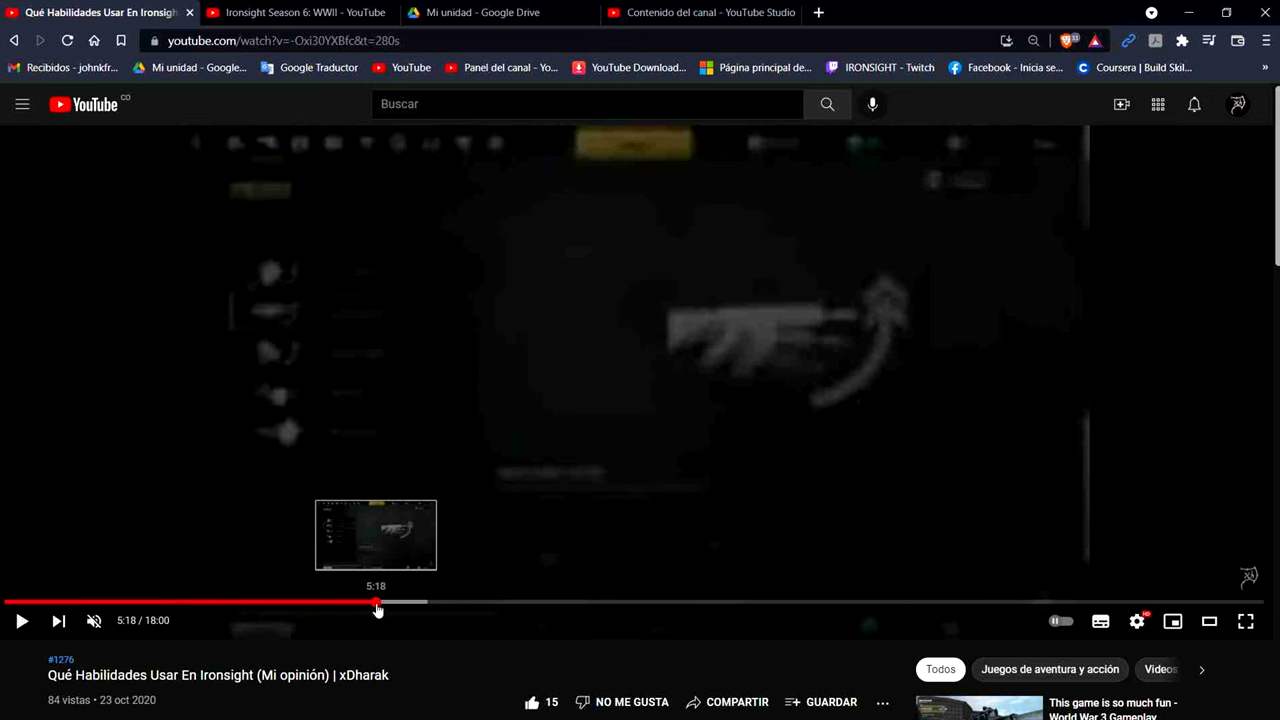 Qué Habilidades Usar En Ironsigh
Ironsight Season 6: WWII - YouTube
Mi unidad - Google Drive
Contenido del canal - YouTube Studio
youtube.com/watch?v=-Oxi30YXBfc&t=280s
11
Recibidos - johnkfr...
Mi unidad - Google...
Google Traductor
YouTube
Panel del canal - Yo...
YouTube Download...
Página principal de...
IRONSIGHT - Twitch
Facebook - Inicia se...
Coursera | Build Skil...
»
YouTube CO
Buscar
5:18
5:18 / 18:00
HD
#1276
Qué Habilidades Usar En Ironsight (Mi opinión) | xDharak
84 vistas • 23 oct 2020
15
NO ME GUSTA
COMPARTIR
GUARDAR
Todos
Juegos de aventura y acción
Videos
This game is so much fun -
World War 3 Gameplay